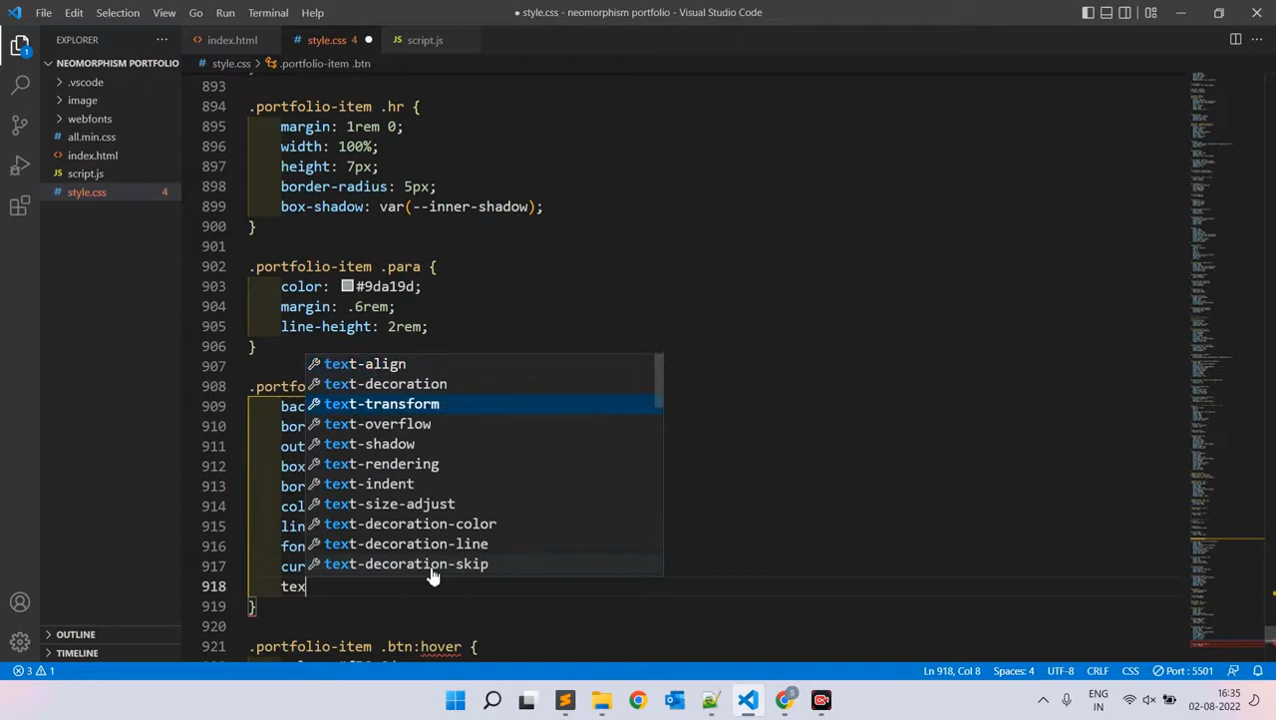 File Edit Selection View Go Run Terminal Help
● style.css - neomorphism portfolio - Visual Studio Code
EXPLORER
index.html
style.css 4
script.js
NEOMORPHISM PORTFOLIO
style.css > .portfolio-item .btn
.vscode
image
webfonts
all.min.css
index.html
script.js
style.css 4
893
894 .portfolio-item .hr {
895 margin: 1rem 0;
896 width: 100%;
897 height: 7px;
898 border-radius: 5px;
899 box-shadow: var(--inner-shadow);
900 }
901
902 .portfolio-item .para {
903 color: #9da19d;
904 margin: .6rem;
905 line-height: 2rem;
906 }
907
908 .portfo
909 bac
910 bor
911 out
912 box
913 bor
914 col
915 lin
916 fon
917 cur
918 tex
919 }
920
921 .portfolio-item .btn:hover {
text-align
text-decoration
text-transform
text-overflow
text-shadow
text-rendering
text-indent
text-size-adjust
text-decoration-color
text-decoration-line
text-decoration-skip
OUTLINE
TIMELINE
3 1
Ln 918, Col 8 Spaces: 4 UTF-8 CRLF CSS Port : 5501
ENG
IN
16:35
02-08-2022